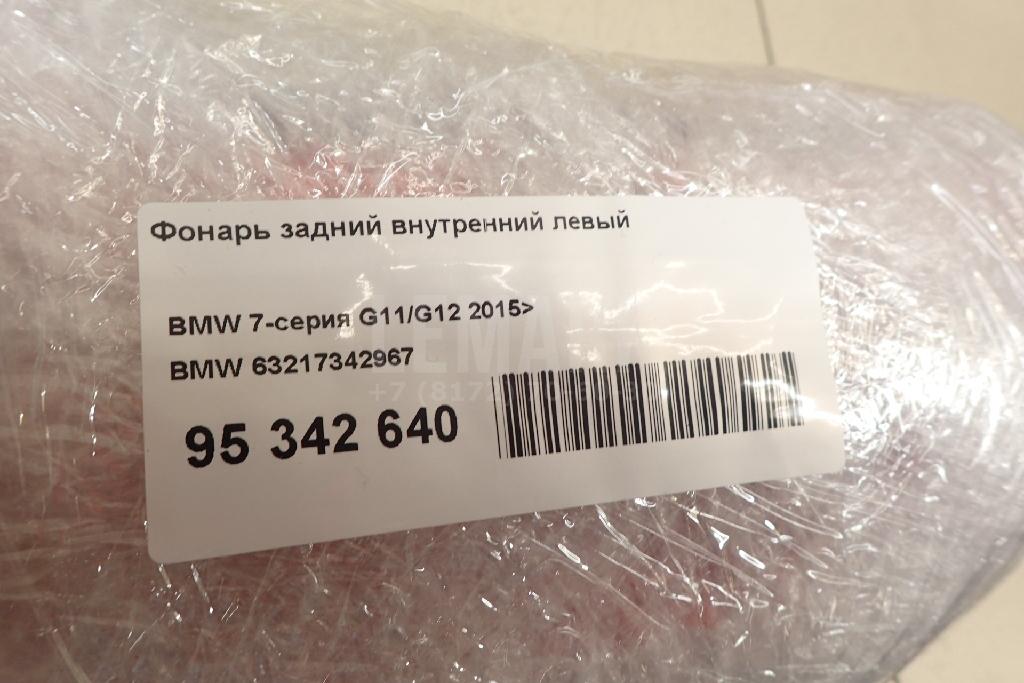 Фонарь задний внутренний левый
BMW 7-серия G11/G12 2015>
BMW 63217342967
95 342 640